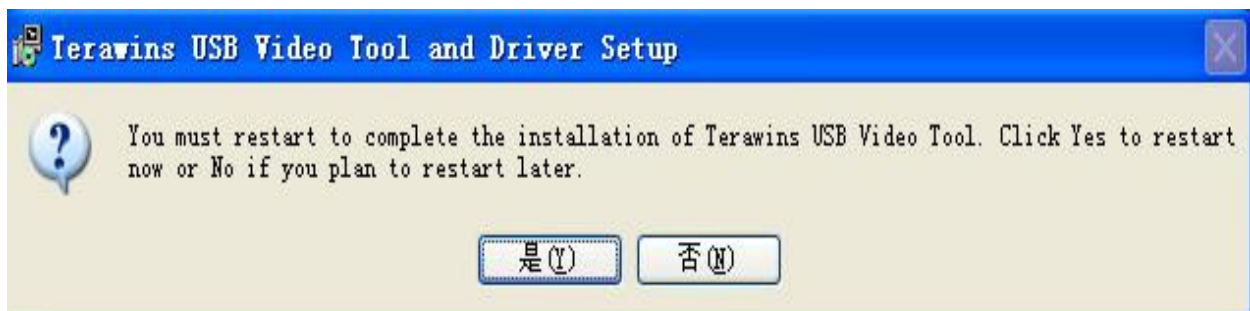 Terawins USB Video Tool and Driver Setup
You must restart to complete the installation of Terawins USB Video Tool. Click Yes to restart
now or No if you plan to restart later.
是(Y) 否(N)